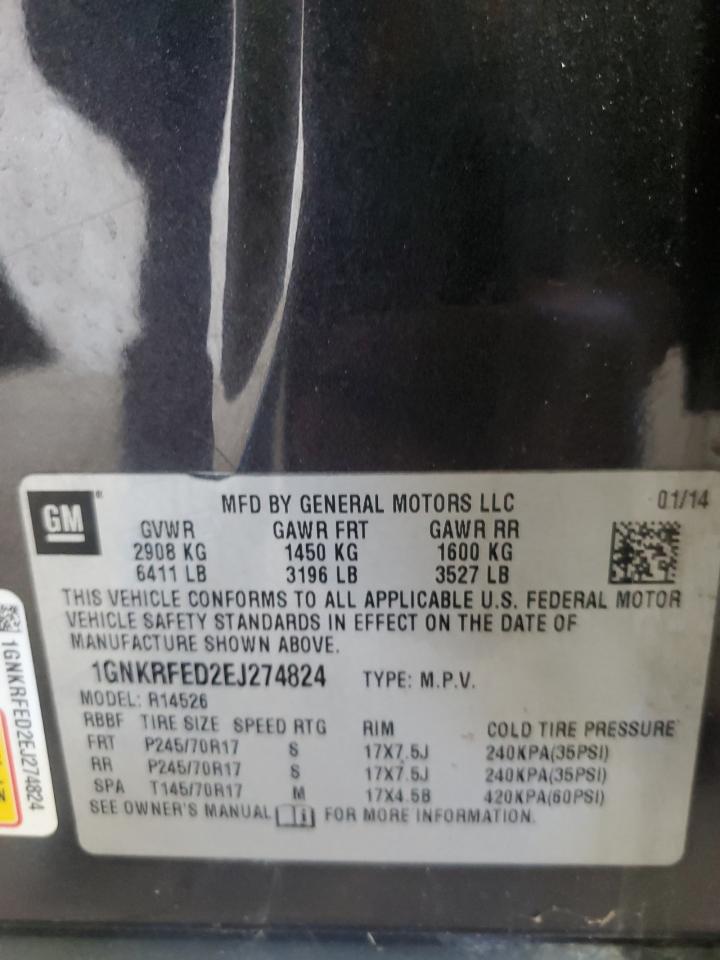 GM
MFD BY GENERAL MOTORS LLC 01/14
GVWR GAWR FRT GAWR RR
2908 KG 1450 KG 1600 KG
6411 LB 3196 LB 3527 LB
THIS VEHICLE CONFORMS TO ALL APPLICABLE U.S. FEDERAL MOTOR
VEHICLE SAFETY STANDARDS IN EFFECT ON THE DATE OF
MANUFACTURE SHOWN ABOVE.
1GNKRFED2EJ274824 TYPE: M.P.V.
MODEL: R14526
RBBF TIRE SIZE SPEED RTG RIM COLD TIRE PRESSURE
FRT P245/70R17 S 17X7.5J 240KPA(35PSI)
RR P245/70R17 S 17X7.5J 240KPA(35PSI)
SPA T145/70R17 M 17X4.5B 420KPA(60PSI)
SEE OWNER'S MANUAL FOR MORE INFORMATION.
1GNKRFED2EJ274824